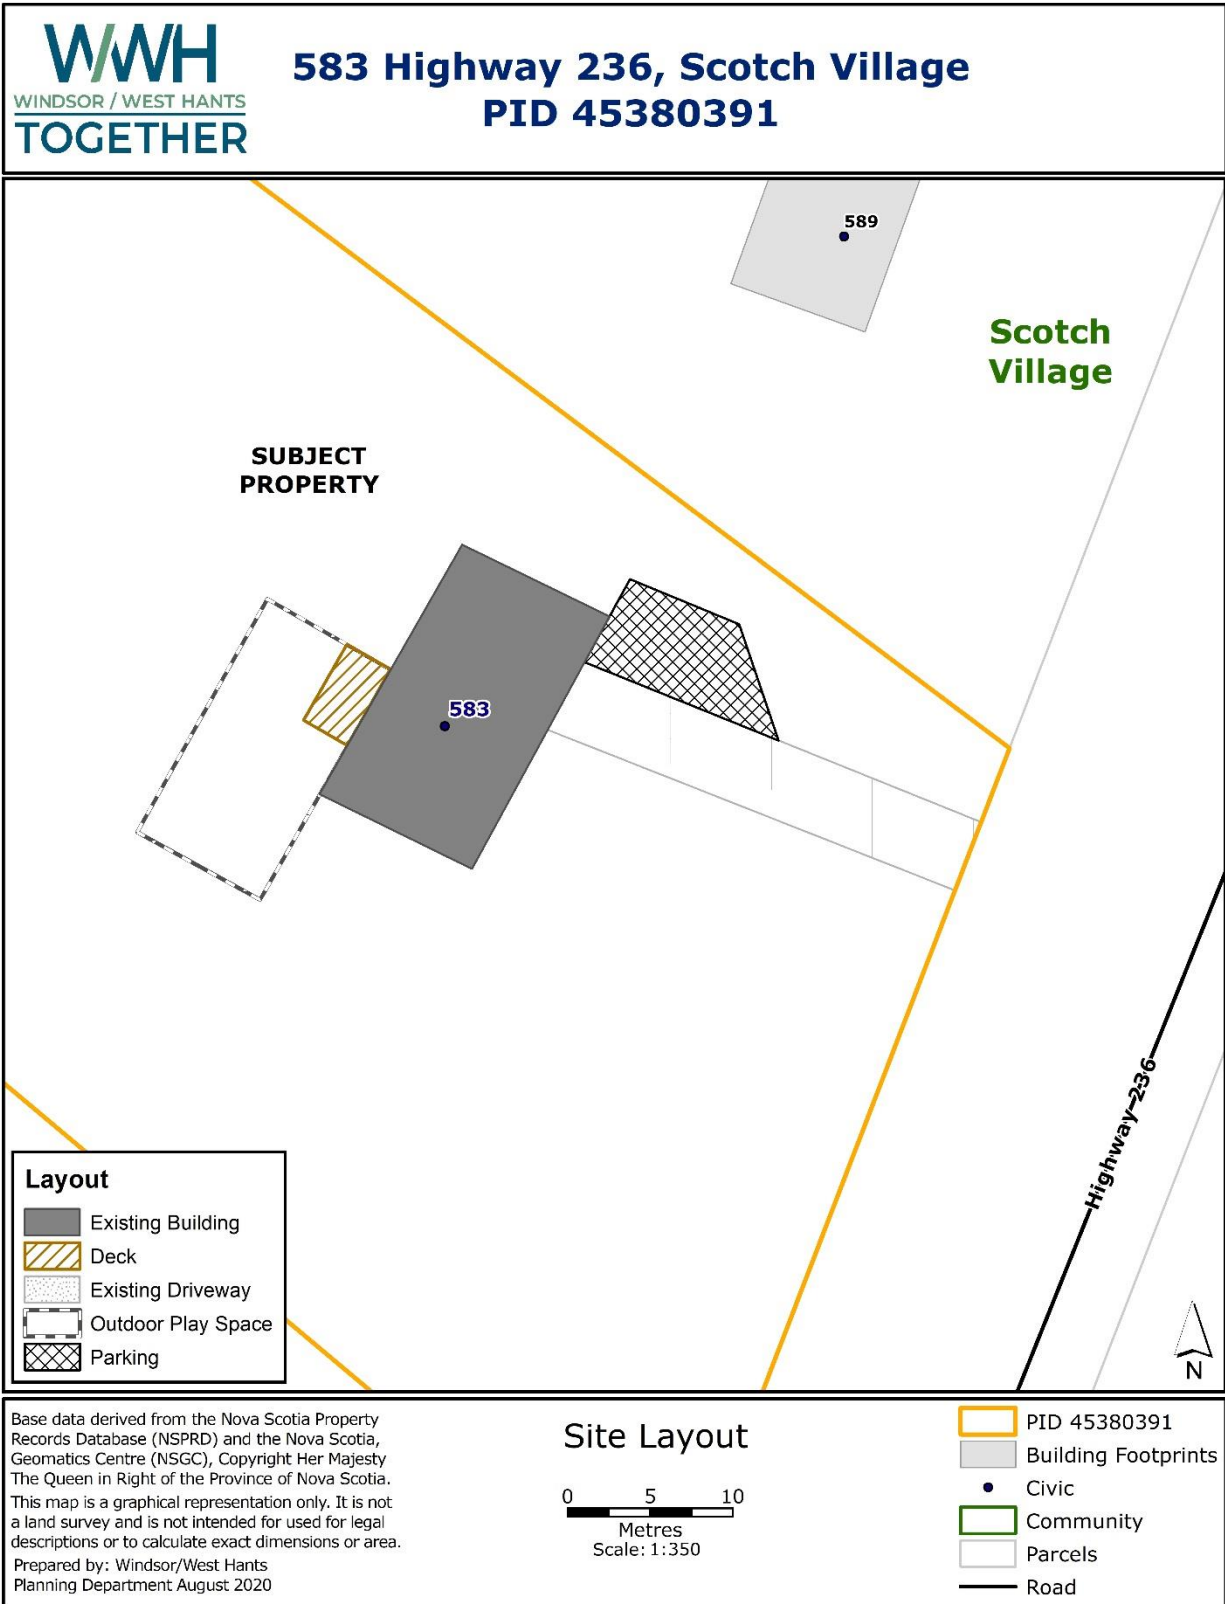 WWH
WINDSOR / WEST HANTS
TOGETHER
583 Highway 236, Scotch Village
PID 45380391
589
Scotch
Village
SUBJECT
PROPERTY
583
Highway 236
Layout
Existing Building
Deck
Existing Driveway
Outdoor Play Space
Parking
N
Base data derived from the Nova Scotia Property
Records Database (NSPRD) and the Nova Scotia,
Geomatics Centre (NSGC), Copyright Her Majesty
The Queen in Right of the Province of Nova Scotia.
This map is a graphical representation only. It is not
a land survey and is not intended for used for legal
descriptions or to calculate exact dimensions or area.
Prepared by: Windsor/West Hants
Planning Department August 2020
Site Layout
0 5 10
Metres
Scale: 1:350
PID 45380391
Building Footprints
Civic
Community
Parcels
Road